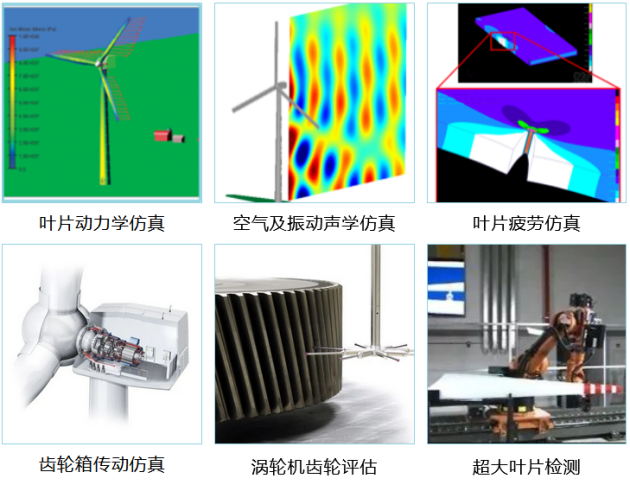 叶片动力学仿真
空气及振动声学仿真
叶片疲劳仿真
齿轮箱传动仿真
涡轮机齿轮评估
超大叶片检测